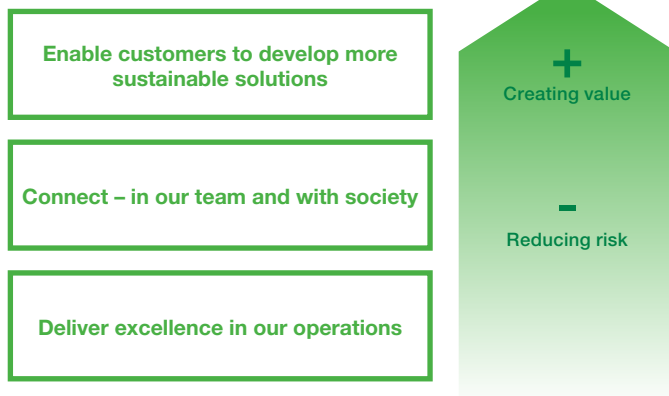 Enable customers to develop more
sustainable solutions
+
Creating value
Connect – in our team and with society
-
Reducing risk
Deliver excellence in our operations